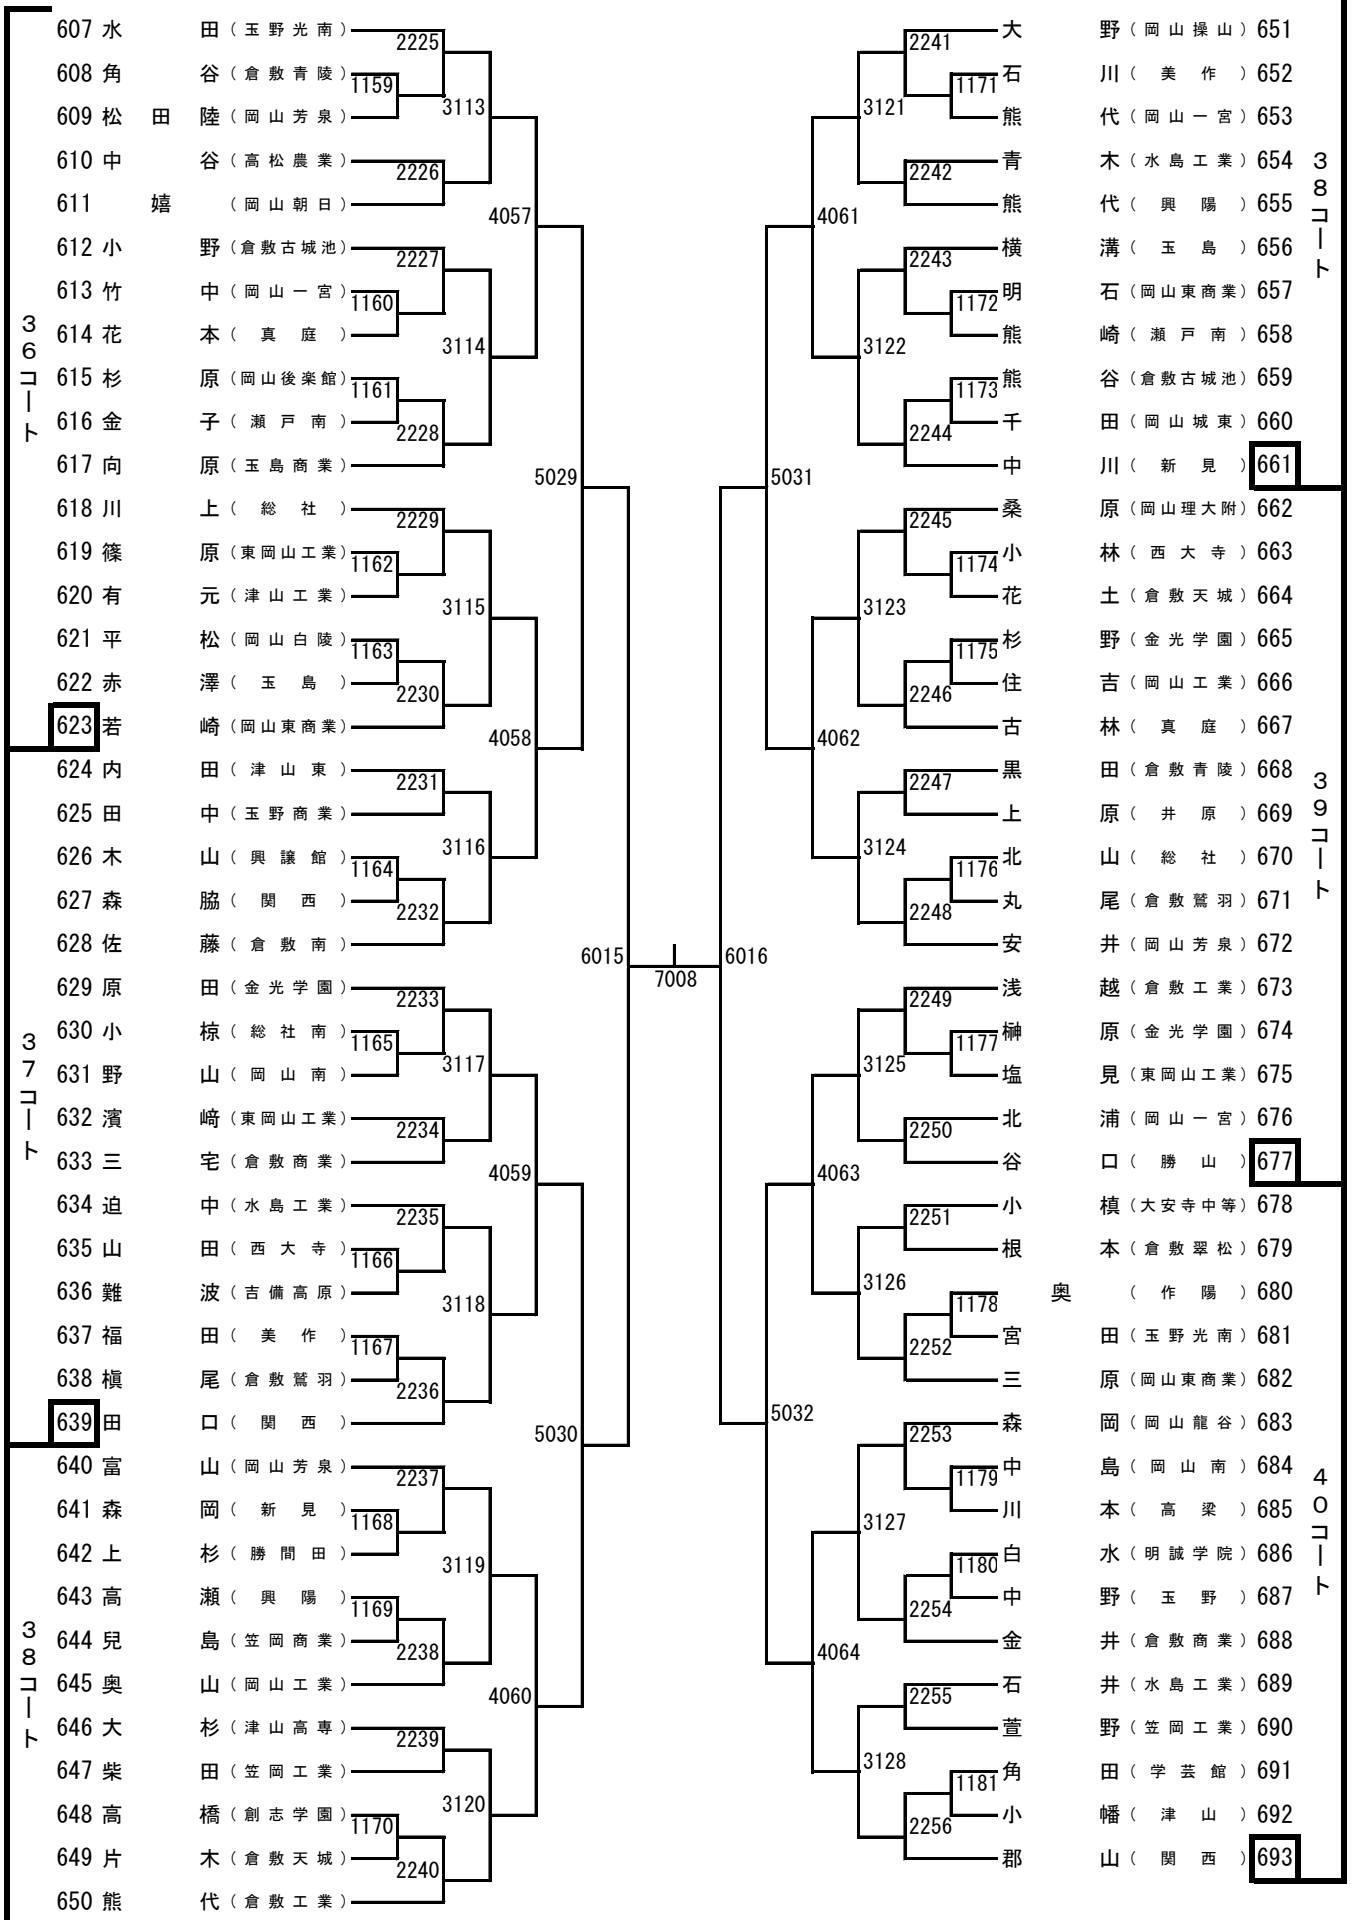 607 水田（玉野光南）
608 角谷（倉敷青陵）
609 松田陸（岡山芳泉）
610 中谷（高松農業）
611 嬉（岡山朝日）
612 小野（倉敷古城池）
613 竹中（岡山一宮）
614 花本（真庭）
615 杉原（岡山後楽館）
616 金子（瀬戸南）
617 向原（玉島商業）
618 川上（総社）
619 篠原（東岡山工業）
620 有元（津山工業）
621 平松（岡山白陵）
622 赤澤（玉島）
623 若崎（岡山東商業）
624 内田（津山東）
625 田中（玉野商業）
626 木山（興譲館）
627 森脇（関西）
628 佐藤（倉敷南）
629 原田（金光学園）
630 小椋（総社南）
631 野山（岡山南）
632 濱﨑（東岡山工業）
633 三宅（倉敷商業）
634 迫中（水島工業）
635 山田（西大寺）
636 難波（吉備高原）
637 福田（美作）
638 槇尾（倉敷鷲羽）
639 田口（関西）
640 富山（岡山芳泉）
641 森岡（新見）
642 上杉（勝間田）
643 高瀬（興陽）
644 兒島（笠岡商業）
645 奥山（岡山工業）
646 大杉（津山高専）
647 柴田（笠岡工業）
648 高橋（創志学園）
649 片木（倉敷天城）
650 熊代（倉敷工業）
36コート
37コート
38コート
1159
1160
1161
1162
1163
1164
1165
1166
1167
1168
1169
1170
2225
2226
2227
2228
2229
2230
2231
2232
2233
2234
2235
2236
2237
2238
2239
2240
3113
3114
3115
3116
3117
3118
3119
3120
4057
4058
4059
4060
5029
5030
6015
7008
6016
5031
5032
4061
4062
4063
4064
3121
3122
3123
3124
3125
3126
3127
3128
2241
2242
2243
2244
2245
2246
2247
2248
2249
2250
2251
2252
2253
2254
2255
2256
1171
1172
1173
1174
1175
1176
1177
1178
1179
1180
1181
大野（岡山操山）651
石川（美作）652
熊代（岡山一宮）653
青木（水島工業）654
熊代（興陽）655
横溝（玉島）656
明石（岡山東商業）657
熊崎（瀬戸南）658
熊谷（倉敷古城池）659
千田（岡山城東）660
中川（新見）661
桑原（岡山理大附）662
小林（西大寺）663
花土（倉敷天城）664
杉野（金光学園）665
住吉（岡山工業）666
古林（真庭）667
黒田（倉敷青陵）668
上原（井原）669
北山（総社）670
丸尾（倉敷鷲羽）671
安井（岡山芳泉）672
浅越（倉敷工業）673
榊原（金光学園）674
塩見（東岡山工業）675
北浦（岡山一宮）676
谷口（勝山）677
小槙（大安寺中等）678
根本（倉敷翠松）679
奥（作陽）680
宮田（玉野光南）681
三原（岡山東商業）682
森岡（岡山龍谷）683
中島（岡山南）684
川本（高梁）685
白水（明誠学院）686
中野（玉野）687
金井（倉敷商業）688
石井（水島工業）689
萱野（笠岡工業）690
角田（学芸館）691
小幡（津山）692
郡山（関西）693
38コート
39コート
40コート